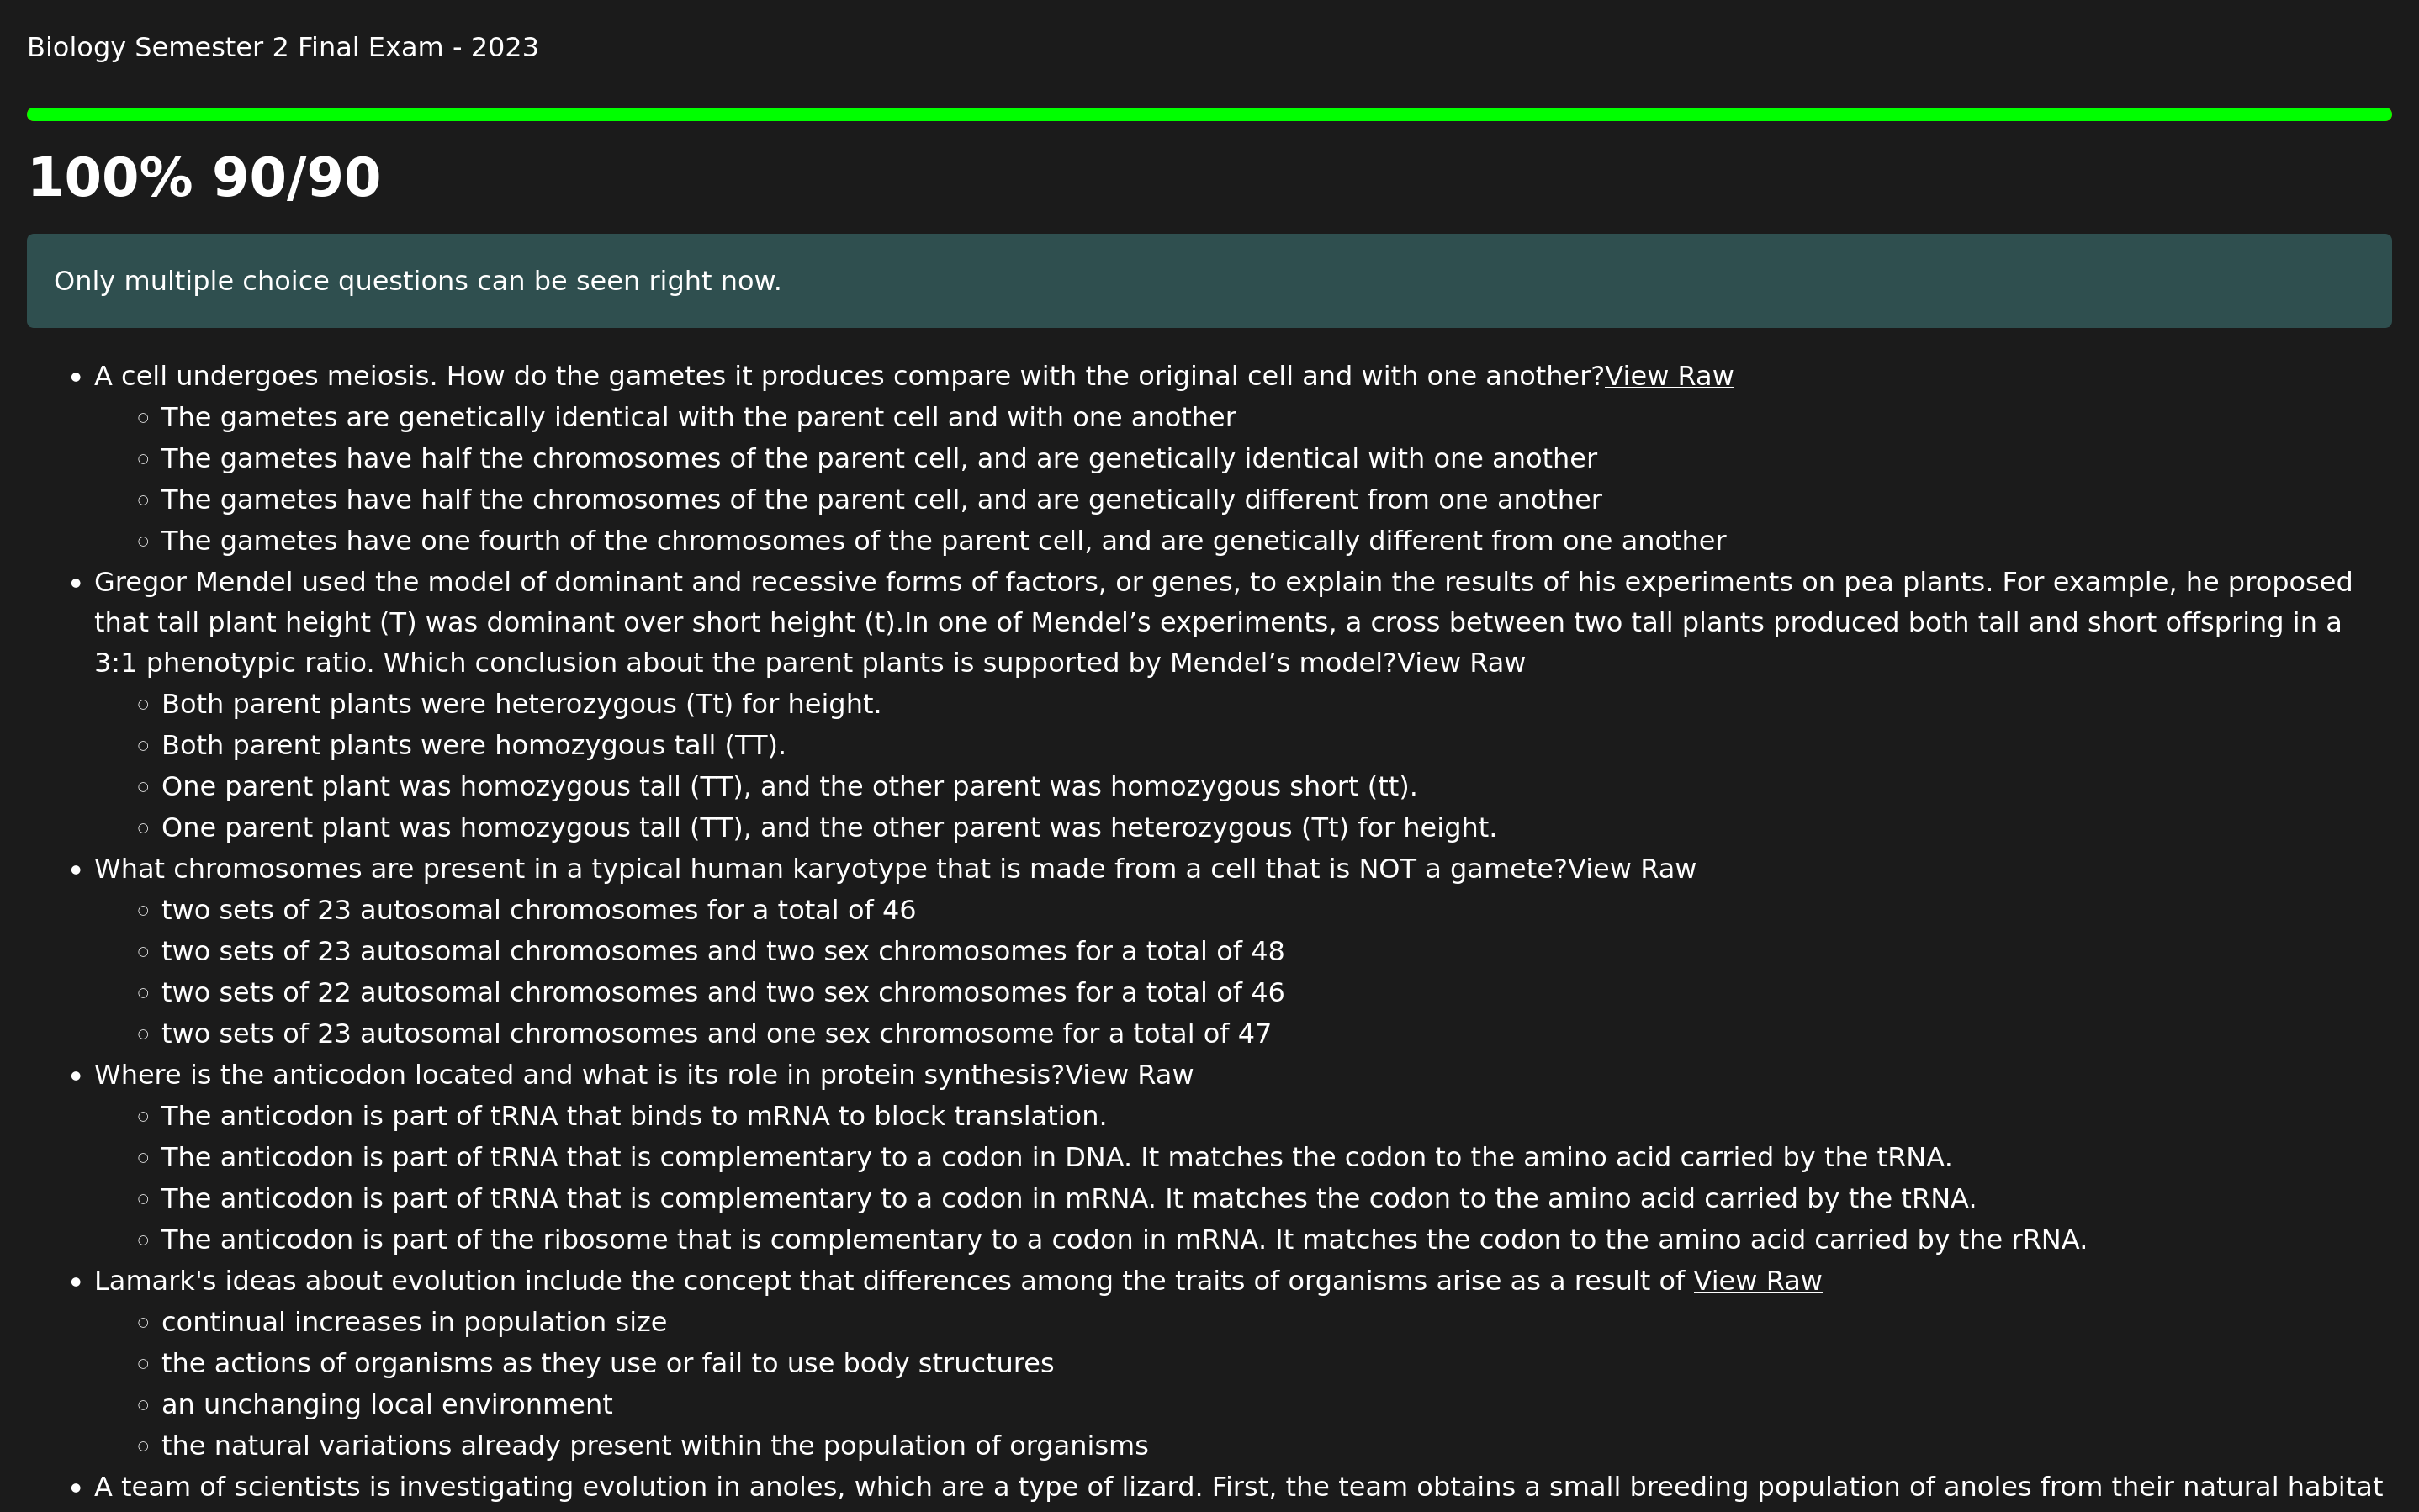 Biology Semester 2 Final Exam - 2023
100% 90/90
Only multiple choice questions can be seen right now.
A cell undergoes meiosis. How do the gametes it produces compare with the original cell and with one another?View Raw
The gametes are genetically identical with the parent cell and with one another
The gametes have half the chromosomes of the parent cell, and are genetically identical with one another
The gametes have half the chromosomes of the parent cell, and are genetically different from one another
The gametes have one fourth of the chromosomes of the parent cell, and are genetically different from one another
Gregor Mendel used the model of dominant and recessive forms of factors, or genes, to explain the results of his experiments on pea plants. For example, he proposed
that tall plant height (T) was dominant over short height (t).In one of Mendel’s experiments, a cross between two tall plants produced both tall and short offspring in a
3:1 phenotypic ratio. Which conclusion about the parent plants is supported by Mendel’s model?View Raw
Both parent plants were heterozygous (Tt) for height.
Both parent plants were homozygous tall (TT).
One parent plant was homozygous tall (TT), and the other parent was homozygous short (tt).
One parent plant was homozygous tall (TT), and the other parent was heterozygous (Tt) for height.
What chromosomes are present in a typical human karyotype that is made from a cell that is NOT a gamete?View Raw
two sets of 23 autosomal chromosomes for a total of 46
two sets of 23 autosomal chromosomes and two sex chromosomes for a total of 48
two sets of 22 autosomal chromosomes and two sex chromosomes for a total of 46
two sets of 23 autosomal chromosomes and one sex chromosome for a total of 47
Where is the anticodon located and what is its role in protein synthesis?View Raw
The anticodon is part of tRNA that binds to mRNA to block translation.
The anticodon is part of tRNA that is complementary to a codon in DNA. It matches the codon to the amino acid carried by the tRNA.
The anticodon is part of tRNA that is complementary to a codon in mRNA. It matches the codon to the amino acid carried by the tRNA.
The anticodon is part of the ribosome that is complementary to a codon in mRNA. It matches the codon to the amino acid carried by the rRNA.
Lamark's ideas about evolution include the concept that differences among the traits of organisms arise as a result of View Raw
continual increases in population size
the actions of organisms as they use or fail to use body structures
an unchanging local environment
the natural variations already present within the population of organisms
A team of scientists is investigating evolution in anoles, which are a type of lizard. First, the team obtains a small breeding population of anoles from their natural habitat